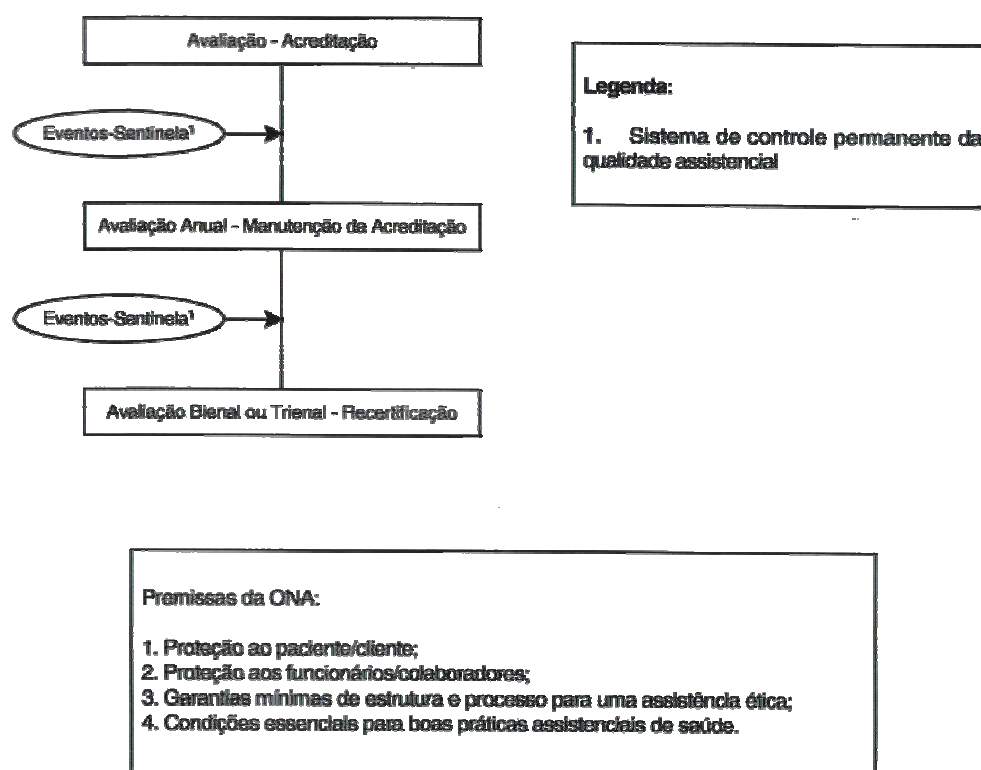 Avaliação - Acreditação
Eventos-Sentinela¹
Avaliação Anual - Manutenção da Acreditação
Eventos-Sentinela¹
Avaliação Bienal ou Trienal - Recertificação
Legenda:
1. Sistema de controle permanente da
qualidade assistencial
Premissas da ONA:
1. Proteção ao paciente/cliente;
2. Proteção aos funcionários/colaboradores;
3. Garantias mínimas de estrutura e processo para uma assistência ética;
4. Condições essenciais para boas práticas assistenciais de saúde.